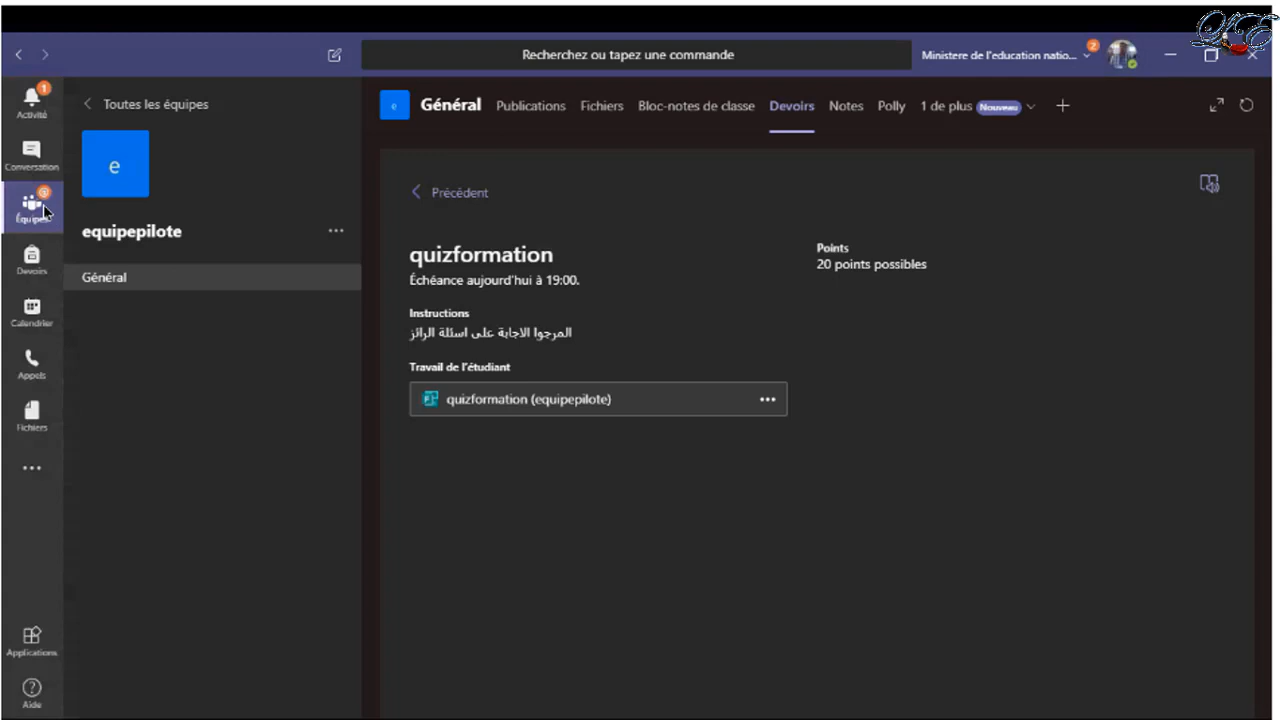 Recherchez ou tapez une commande
Ministere de l'education natio...
2
1
Activité
Conversation
@
Équipes
Devoirs
Calendrier
Appels
Fichiers
Applications
Aide
Toutes les équipes
e
equipepilote
Général
e
Général Publications Fichiers Bloc-notes de classe Devoirs Notes Polly 1 de plus Nouveau
Précédent
quizformation
Échéance aujourd'hui à 19:00.
Points
20 points possibles
Instructions
المرجوا الاجابة على اسئلة الرائز
Travail de l'étudiant
quizformation (equipepilote)